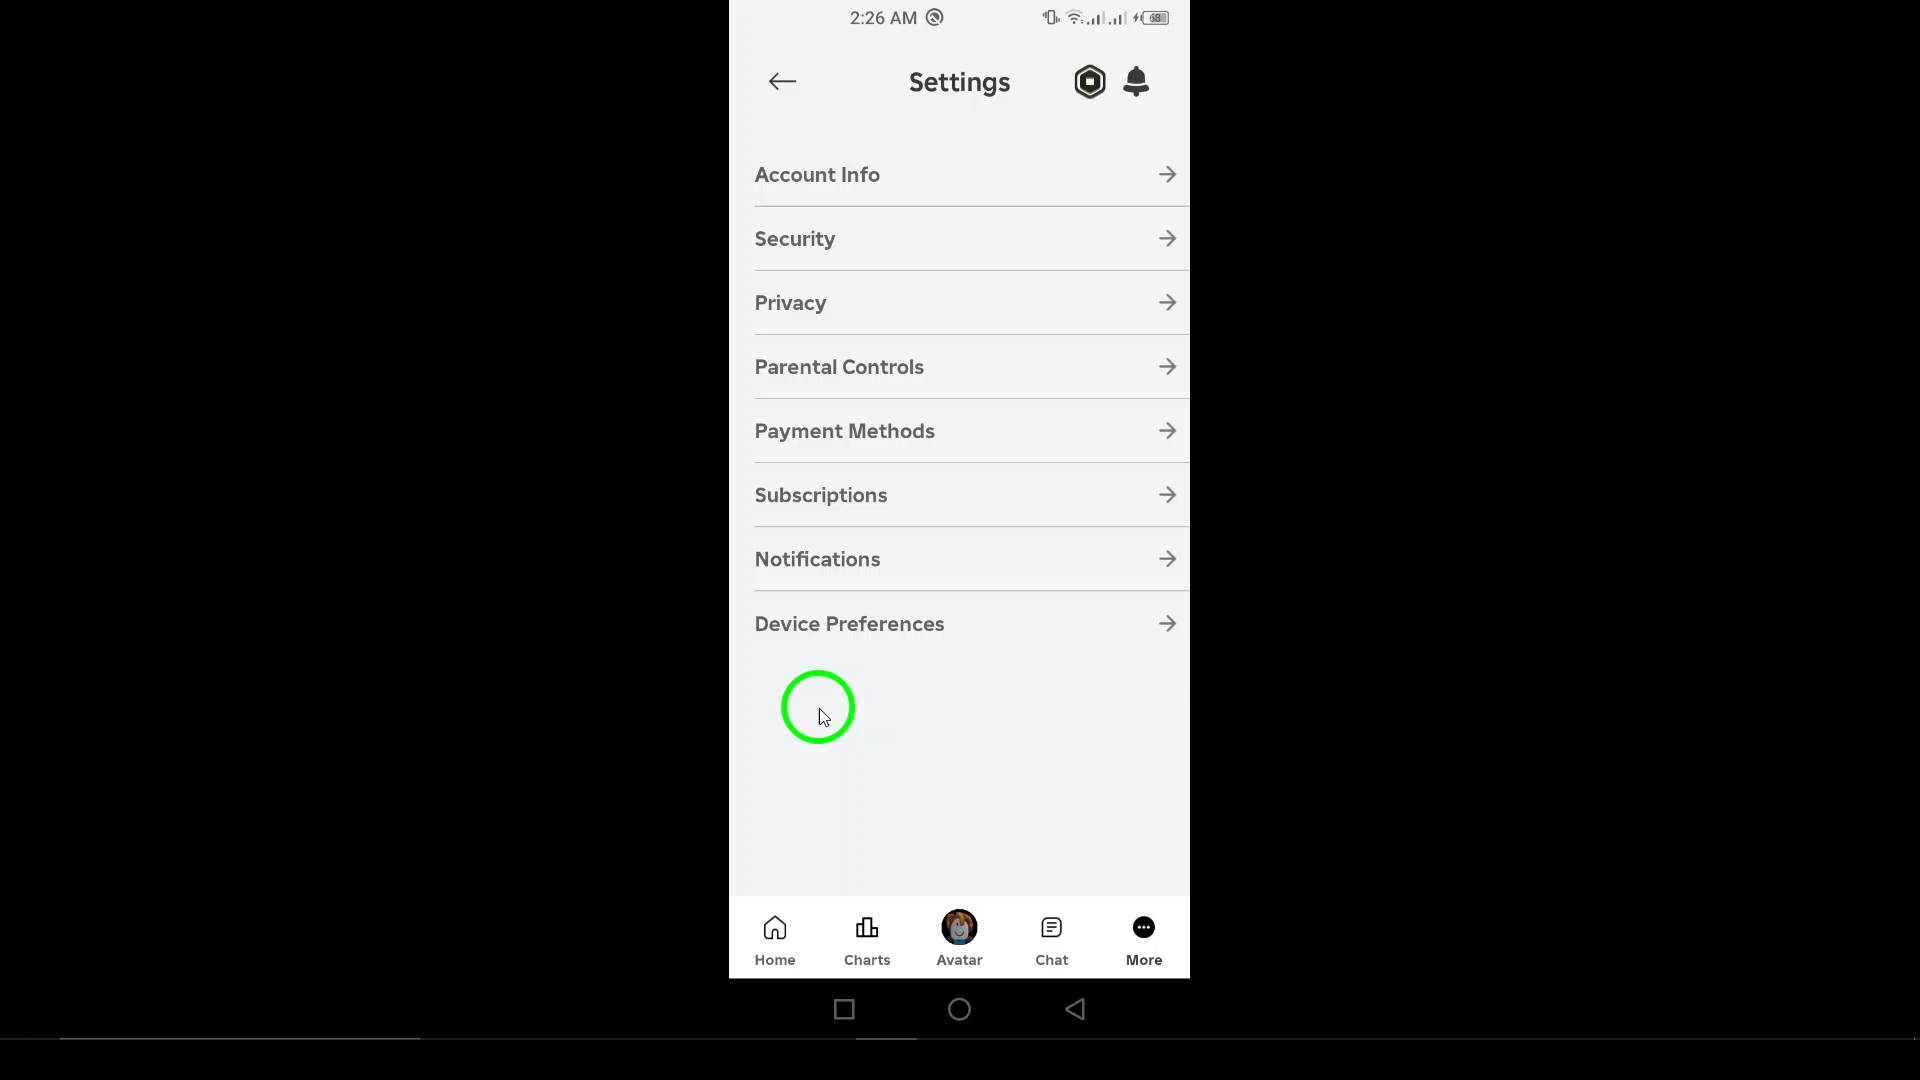 2:26 AM
68
Settings
Account Info
Security
Privacy
Parental Controls
Payment Methods
Subscriptions
Notifications
Device Preferences
Home
Charts
Avatar
Chat
More